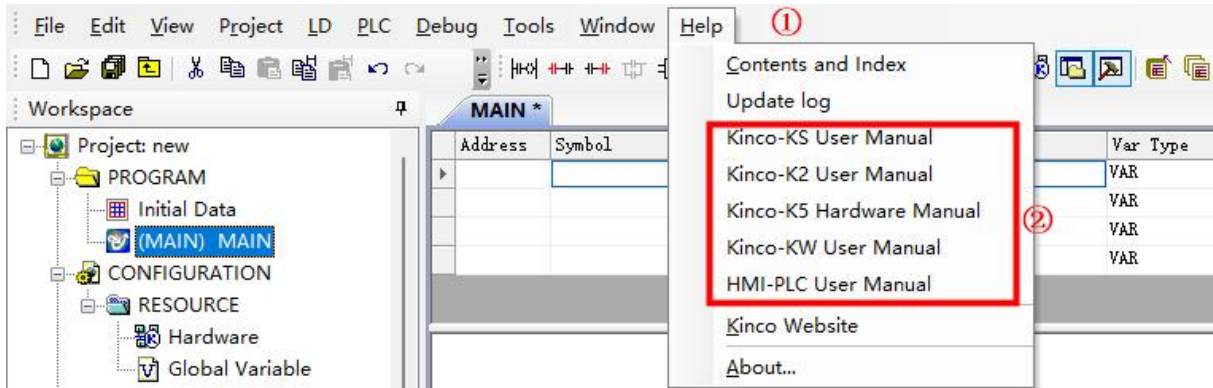 File Edit View Project LD PLC Debug Tools Window Help ①
Workspace
MAIN *
Project: new
PROGRAM
Initial Data
(MAIN) MAIN
CONFIGURATION
RESOURCE
Hardware
Global Variable
Address Symbol Var Type
VAR
VAR
VAR
VAR
Contents and Index
Update log
Kinco-KS User Manual
Kinco-K2 User Manual
Kinco-K5 Hardware Manual
Kinco-KW User Manual
HMI-PLC User Manual
②
Kinco Website
About...